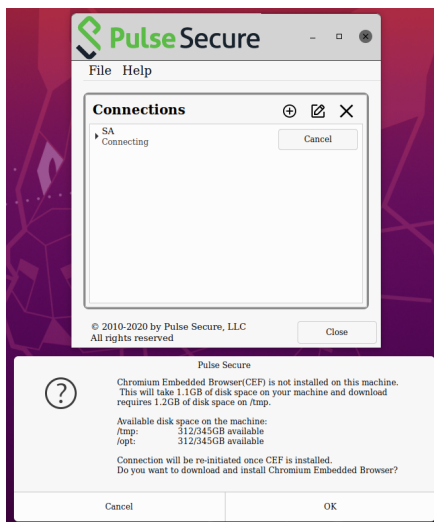 Pulse Secure
File Help
Connections
SA
Connecting
Cancel
© 2010-2020 by Pulse Secure, LLC
All rights reserved
Close
Pulse Secure
Chromium Embedded Browser(CEF) is not installed on this machine.
This will take 1.1GB of disk space on your machine and download
requires 1.2GB of disk space on /tmp.
Available disk space on the machine:
/tmp: 312/345GB available
/opt: 312/345GB available
Connection will be re-initiated once CEF is installed.
Do you want to download and install Chromium Embedded Browser?
Cancel OK